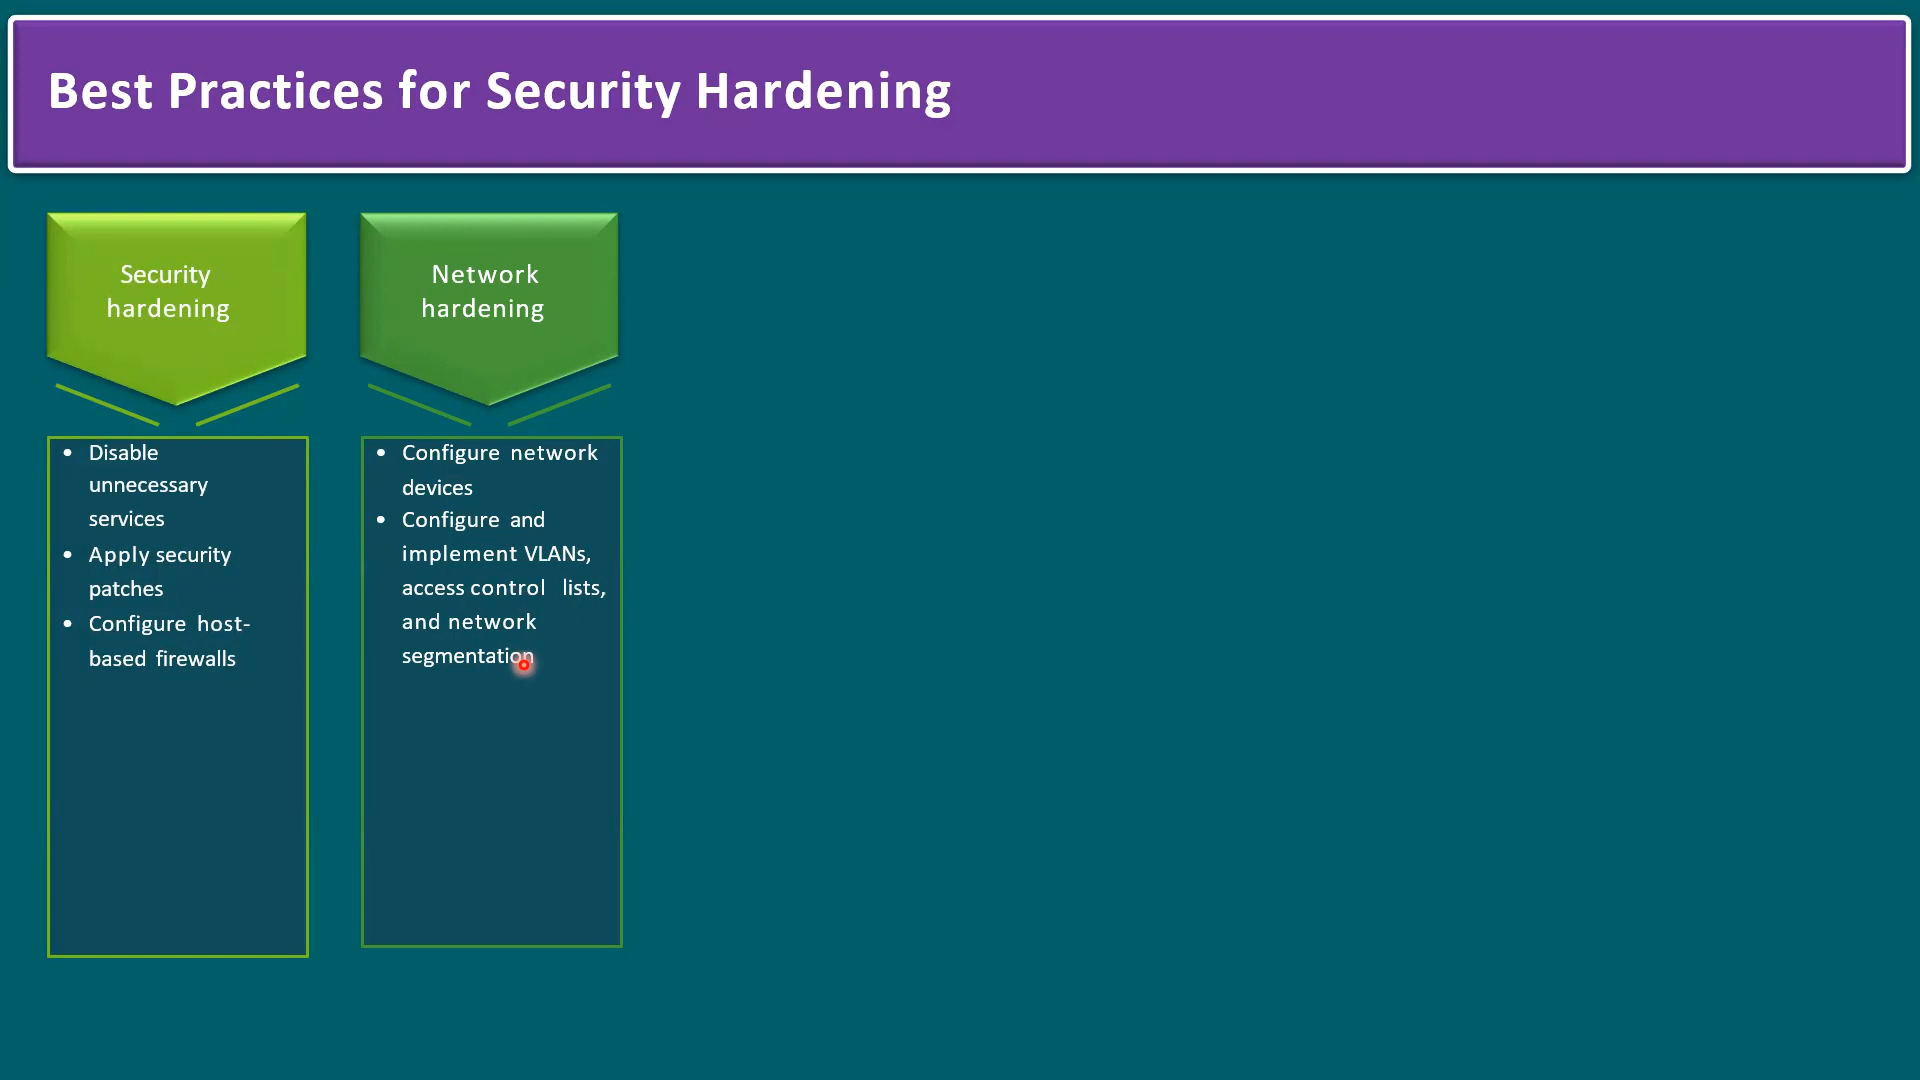 Best Practices for Security Hardening
Security
hardening
Network
hardening
• Disable
unnecessary
services
• Apply security
patches
• Configure host-
based firewalls
• Configure network
devices
• Configure and
implement VLANs,
access control lists,
and network
segmentation